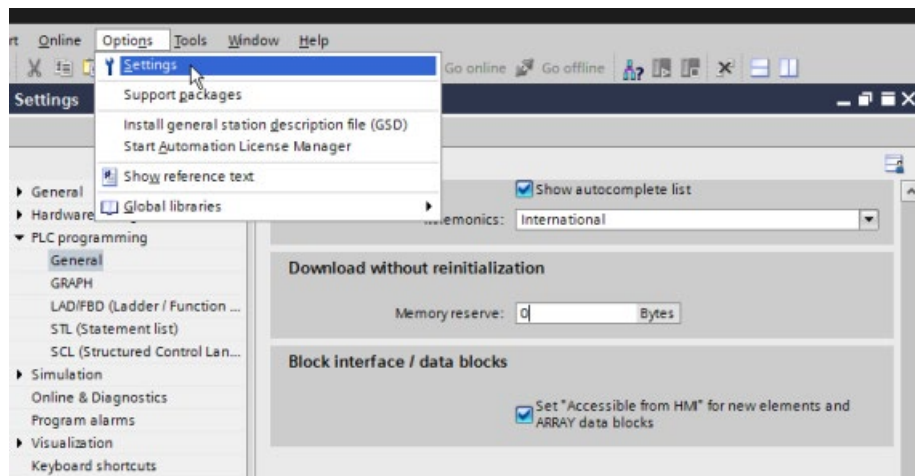 rt Online Options Tools Window Help
Settings Go online Go offline
Settings
Support packages
Install general station description file (GSD)
Start Automation License Manager
Show reference text
Global libraries
General
Hardware
PLC programming
General
GRAPH
LAD/FBD (Ladder / Function ...
STL (Statement list)
SCL (Structured Control Lan...
Simulation
Online & Diagnostics
Program alarms
Visualization
Keyboard shortcuts
Show autocomplete list
International
Download without reinitialization
Memory reserve: 0 Bytes
Block interface / data blocks
Set "Accessible from HMI" for new elements and
ARRAY data blocks